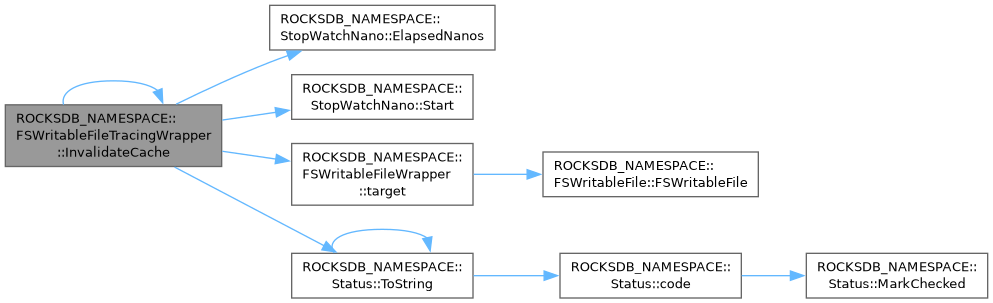 ROCKSDB_NAMESPACE::
FSWritableFileTracingWrapper
::InvalidateCache
ROCKSDB_NAMESPACE::
StopWatchNano::ElapsedNanos
ROCKSDB_NAMESPACE::
StopWatchNano::Start
ROCKSDB_NAMESPACE::
FSWritableFileWrapper
::target
ROCKSDB_NAMESPACE::
FSWritableFile::FSWritableFile
ROCKSDB_NAMESPACE::
Status::ToString
ROCKSDB_NAMESPACE::
Status::code
ROCKSDB_NAMESPACE::
Status::MarkChecked